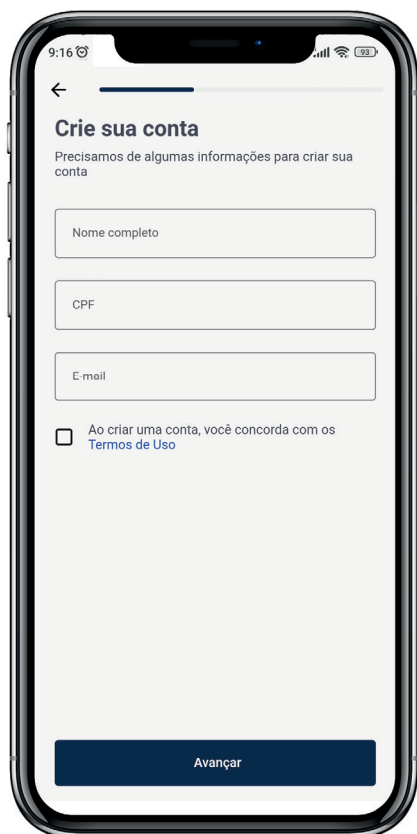 9:16
93
Crie sua conta
Precisamos de algumas informações para criar sua
conta
Nome completo
CPF
E-mail
Ao criar uma conta, você concorda com os
Termos de Uso
Avançar